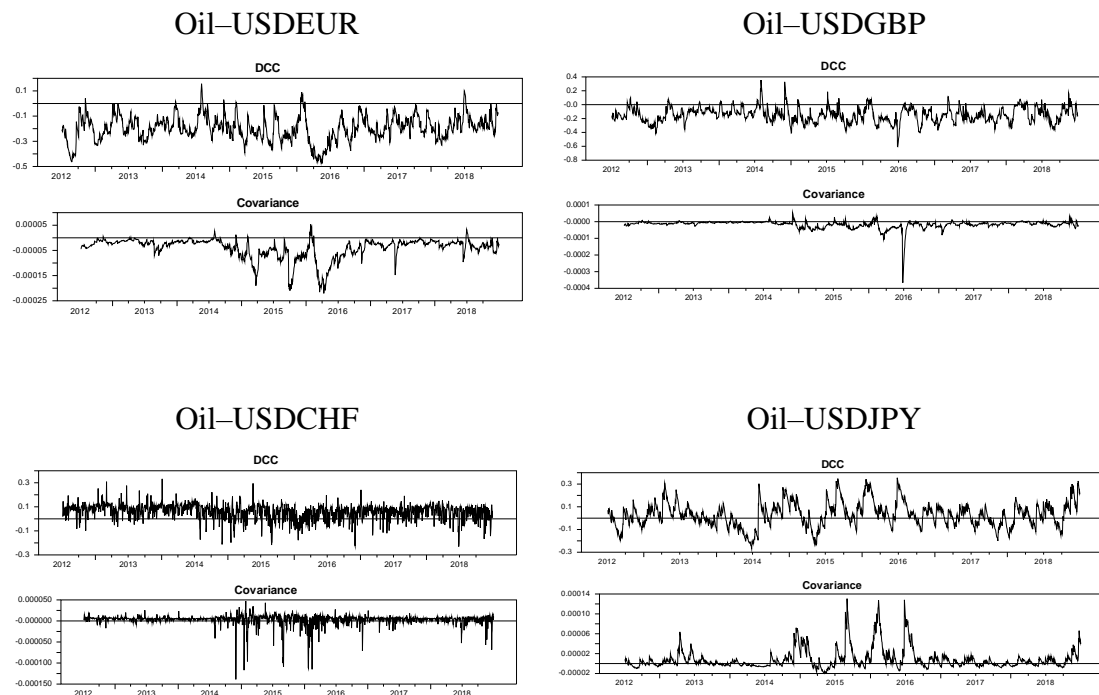 Oil–USDEUR
DCC
0.1
-0.1
-0.3
-0.5
2012 2013 2014 2015 2016 2017 2018
Covariance
0.00005
-0.00005
-0.00015
-0.00025
2012 2013 2014 2015 2016 2017 2018
Oil–USDGBP
DCC
0.4
0.2
-0.0
-0.2
-0.4
-0.6
-0.8
2012 2013 2014 2015 2016 2017 2018
Covariance
0.0001
-0.0000
-0.0001
-0.0002
-0.0003
-0.0004
2012 2013 2014 2015 2016 2017 2018
Oil–USDCHF
DCC
0.3
0.1
-0.1
-0.3
2012 2013 2014 2015 2016 2017 2018
Covariance
0.000050
-0.000000
-0.000050
-0.000100
-0.000150
2012 2013 2014 2015 2016 2017 2018
Oil–USDJPY
DCC
0.3
0.1
-0.1
-0.3
2012 2013 2014 2015 2016 2017 2018
Covariance
0.00014
0.00010
0.00006
0.00002
-0.00002
2012 2013 2014 2015 2016 2017 2018